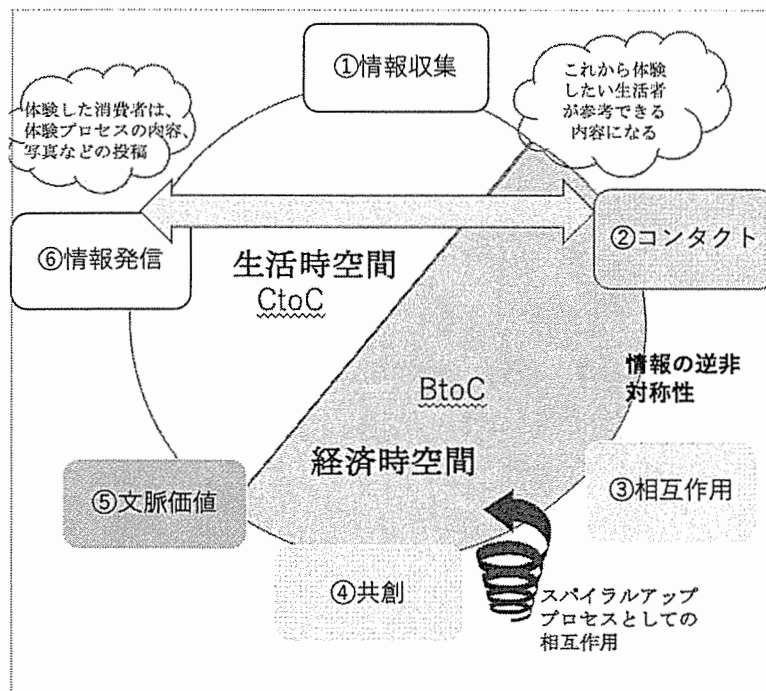 ①情報収集
これから体験
したい生活者
が参考できる
内容になる
体験した消費者は、
体験プロセスの内容、
写真などの投稿
②コンタクト
⑥情報発信
生活時空間
CtoC
情報の逆非
対称性
BtoC
経済時空間
③相互作用
⑤文脈価値
④共創
スパイラルアップ
プロセスとしての
相互作用